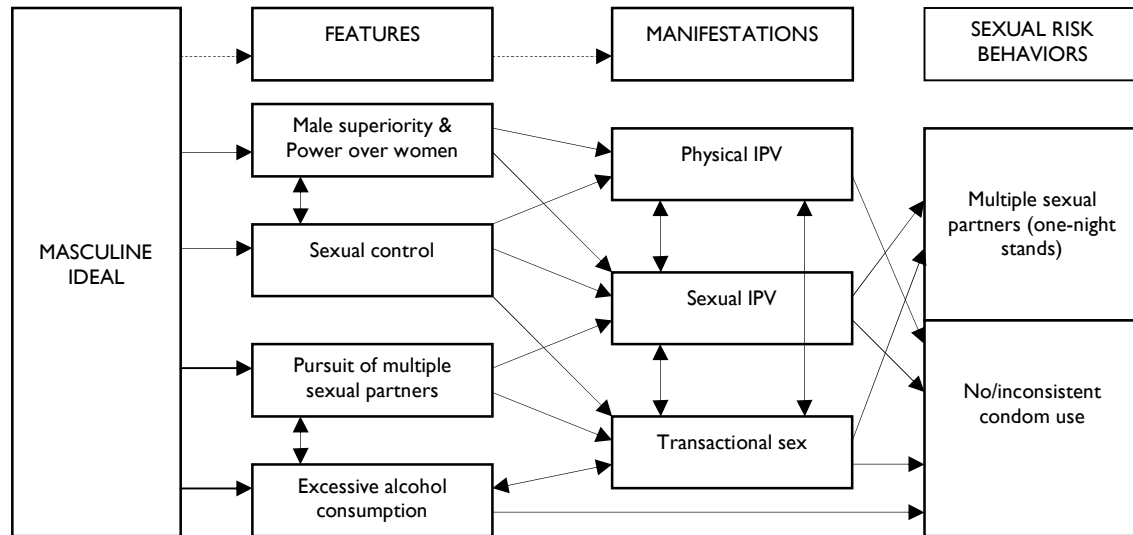 FEATURES
MANIFESTATIONS
SEXUAL RISK
BEHAVIORS
MASCULINE
IDEAL
Male superiority &
Power over women
Sexual control
Pursuit of multiple
sexual partners
Excessive alcohol
consumption
Physical IPV
Sexual IPV
Transactional sex
Multiple sexual
partners (one-night
stands)
No/inconsistent
condom use